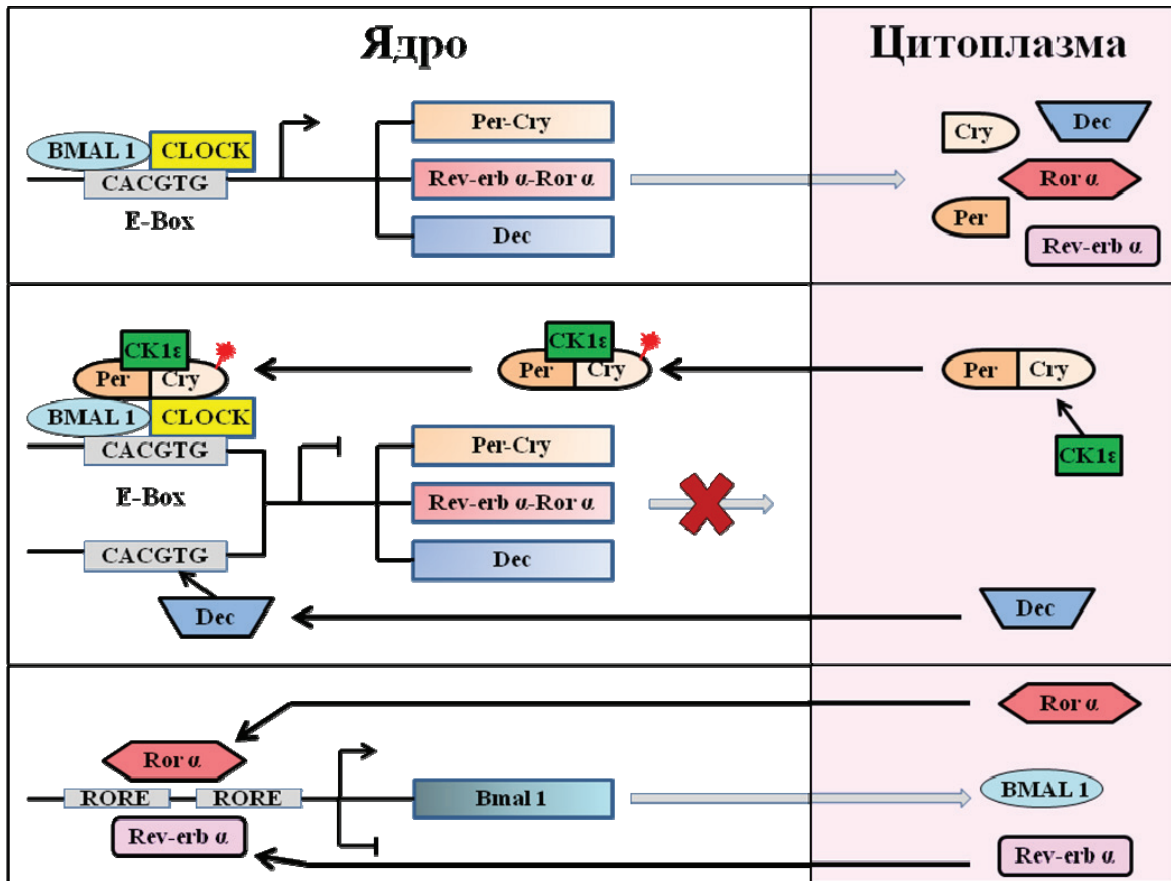 Ядро
Цитоплазма
BMAL 1
CLOCK
CACGTG
E-Box
Per-Cry
Rev-erb α-Ror α
Dec
Cry
Dec
Ror α
Per
Rev-erb α
CK1ε
Per
Cry
BMAL 1
CLOCK
CACGTG
E-Box
CACGTG
Dec
CK1ε
Per
Cry
Per-Cry
Rev-erb α-Ror α
Dec
Per
Cry
CK1ε
Dec
Ror α
RORE
RORE
Rev-erb α
Bmal 1
Ror α
BMAL 1
Rev-erb α